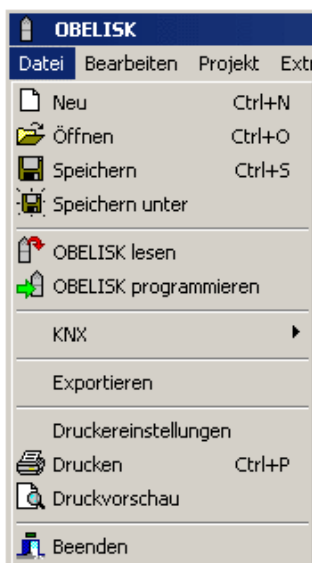 OBELISK
Datei Bearbeiten Projekt
Neu Ctrl+N
Öffnen Ctrl+O
Speichern Ctrl+S
Speichern unter
OBELISK lesen
OBELISK programmieren
KNX
Exportieren
Druckereinstellungen
Drucken Ctrl+P
Druckvorschau
Beenden